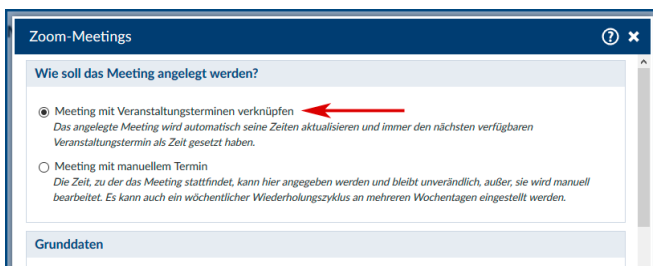 Zoom-Meetings
Wie soll das Meeting angelegt werden?
Meeting mit Veranstaltungsterminen verknüpfen
Das angelegte Meeting wird automatisch seine Zeiten aktualisieren und immer den nächsten verfügbaren
Veranstaltungstermin als Zeit gesetzt haben.
Meeting mit manuellem Termin
Die Zeit, zu der das Meeting stattfindet, kann hier angegeben werden und bleibt unverändlich, außer, sie wird manuell
bearbeitet. Es kann auch ein wöchentlicher Wiederholungszyklus an mehreren Wochentagen eingestellt werden.
Grunddaten